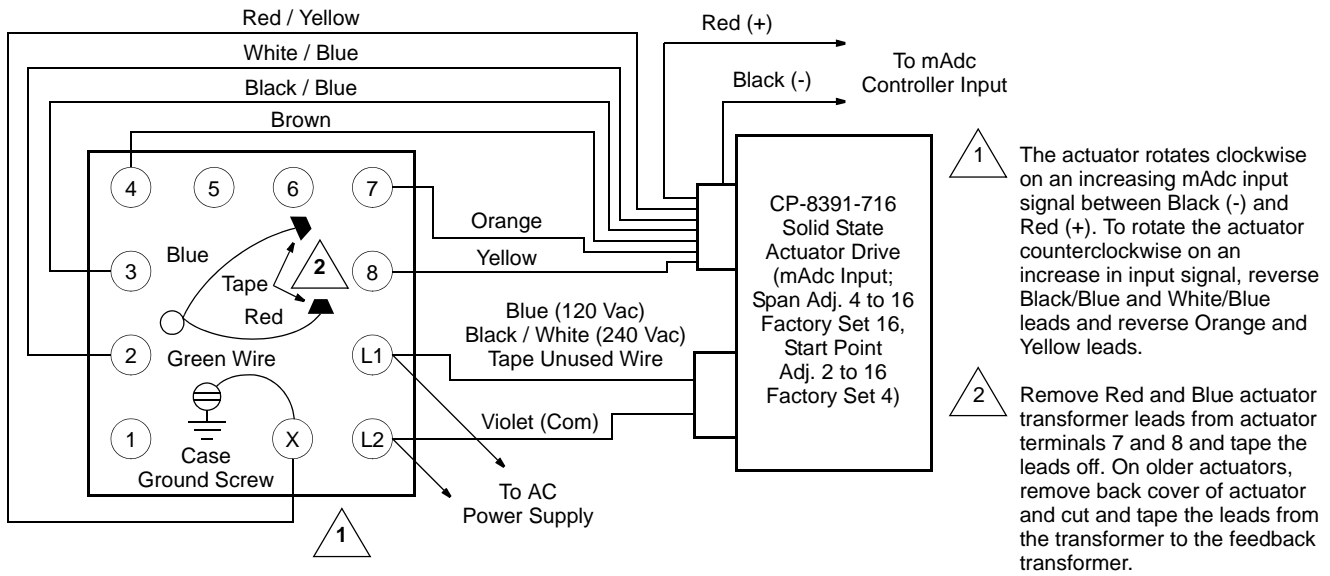 Red / Yellow
White / Blue
Black / Blue
Brown
Red (+)
Black (-)
To mAdc
Controller Input
4
5
6
7
3
8
2
L1
1
X
L2
Blue
Tape
2
Red
Green Wire
Case
Ground Screw
1
Orange
Yellow
Blue (120 Vac)
Black / White (240 Vac)
Tape Unused Wire
Violet (Com)
To AC
Power Supply
CP-8391-716
Solid State
Actuator Drive
(mAdc Input;
Span Adj. 4 to 16
Factory Set 16,
Start Point
Adj. 2 to 16
Factory Set 4)
1
The actuator rotates clockwise
on an increasing mAdc input
signal between Black (-) and
Red (+). To rotate the actuator
counterclockwise on an
increase in input signal, reverse
Black/Blue and White/Blue
leads and reverse Orange and
Yellow leads.
2
Remove Red and Blue actuator
transformer leads from actuator
terminals 7 and 8 and tape the
leads off. On older actuators,
remove back cover of actuator
and cut and tape the leads from
the transformer to the feedback
transformer.